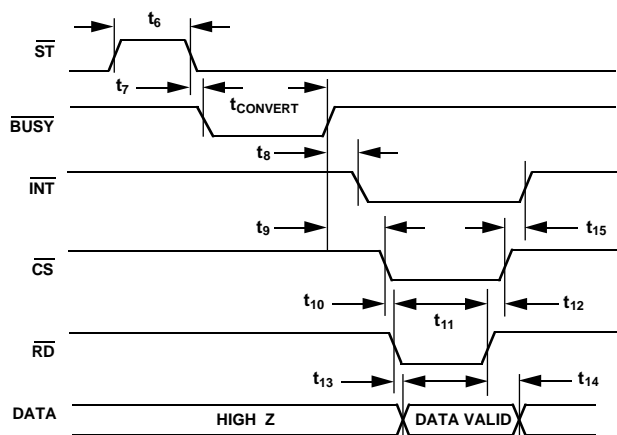 t6
ST
t7
tCONVERT
BUSY
t8
INT
t9
t15
CS
t10
t11
t12
RD
t13
t14
DATA
HIGH Z
DATA VALID